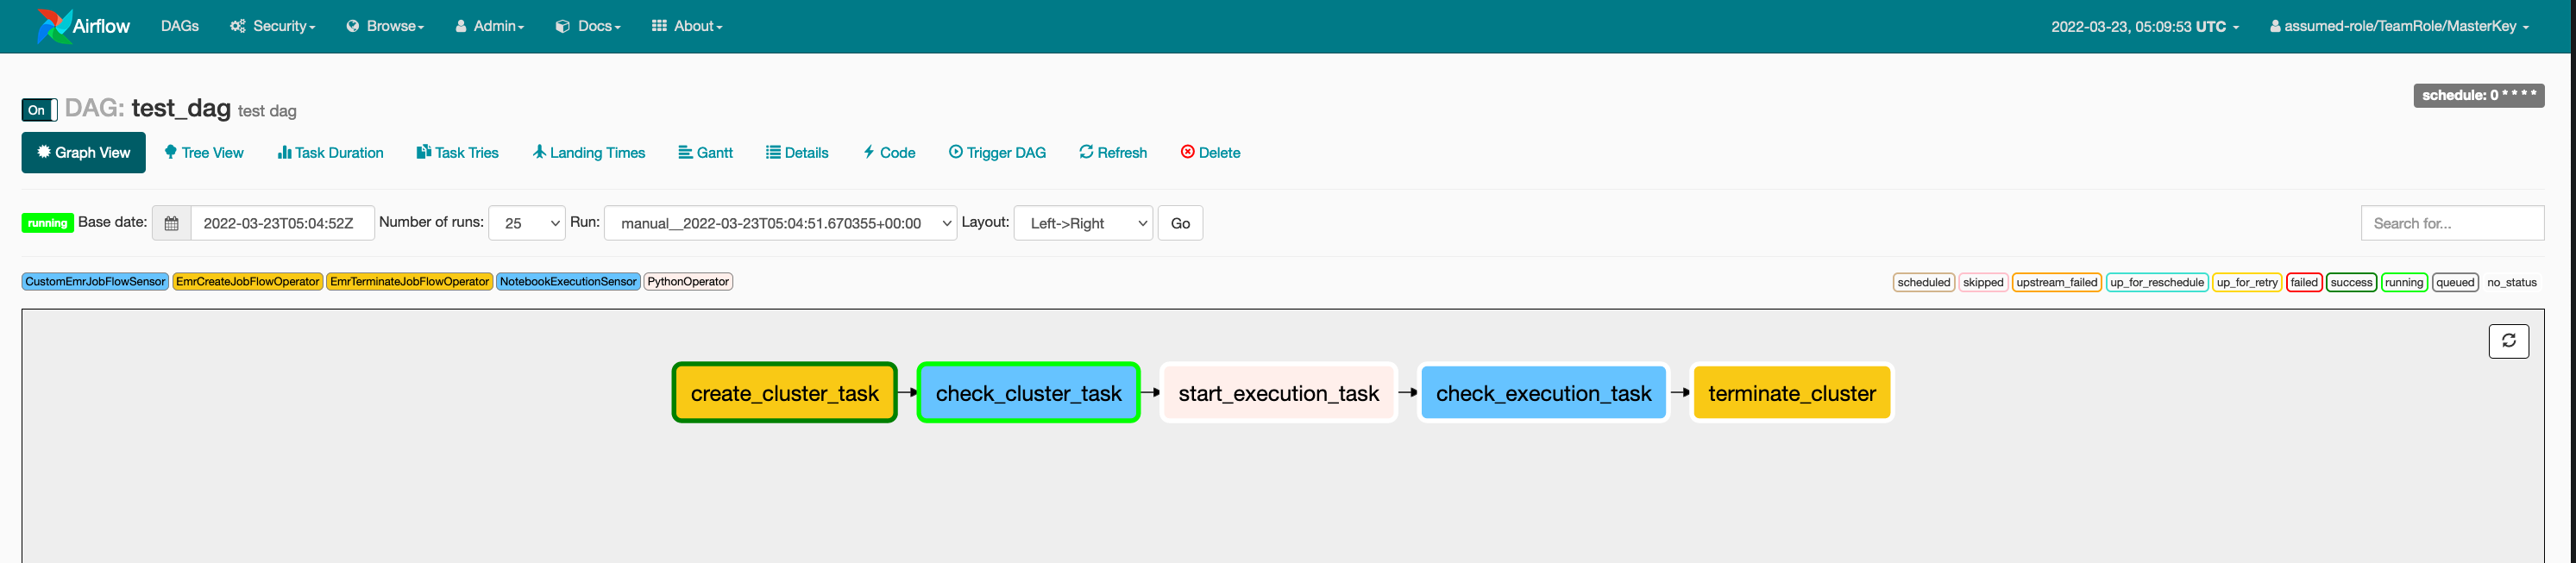 Airflow DAGs Security Browse Admin Docs About 2022-03-23, 05:09:53 UTC assumed-role/TeamRole/MasterKey
On DAG: test_dag test dag schedule: 0 * * * *
Graph View Tree View Task Duration Task Tries Landing Times Gantt Details Code Trigger DAG Refresh Delete
running Base date: 2022-03-23T05:04:52Z Number of runs: 25 Run: manual__2022-03-23T05:04:51.670355+00:00 Layout: Left->Right Go Search for...
CustomEmrJobFlowSensor EmrCreateJobFlowOperator EmrTerminateJobFlowOperator NotebookExecutionSensor PythonOperator scheduled skipped upstream_failed up_for_reschedule up_for_retry failed success running queued no_status
create_cluster_task check_cluster_task start_execution_task check_execution_task terminate_cluster